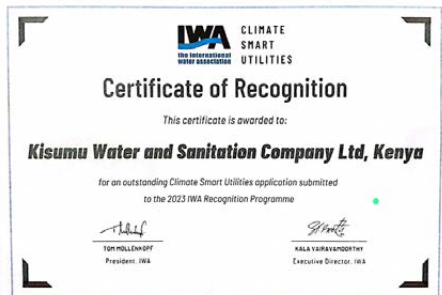 IWA
the international
water association
CLIMATE
SMART
UTILITIES
Certificate of Recognition
This certificate is awarded to:
Kisumu Water and Sanitation Company Ltd, Kenya
for an outstanding Climate Smart Utilities application submitted
to the 2023 IWA Recognition Programme
TOM MOLLENKOPF
President, IWA
KALA VAIRAVAMOORTHY
Executive Director, IWA